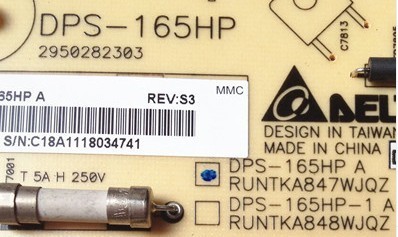 DPS-165HP
2950282303
C7813
65HP A
REV:S3
MMC
S/N:C18A1118034741
DESIGN IN TAIWAN
MADE IN CHINA
7001
T 5A H 250V
DPS-165HP A
RUNTKA847WJQZ
DPS-165HP-1 A
RUNTKA848WJQZ